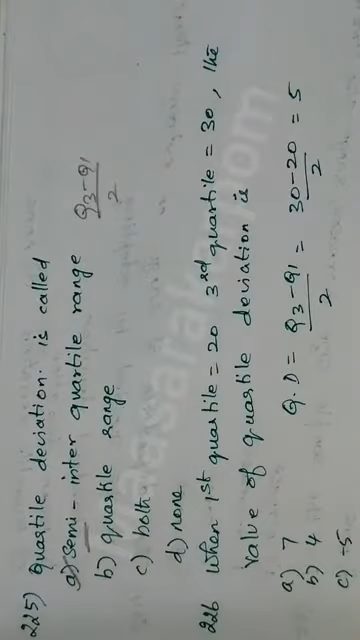 225) Quartile deviation. is called
a) Semi-inter quartile range Q3-Q1/2
b) quartile range
c) both
d) none
226 When 1st quartile = 20 3rd quartile = 30, the
value of quartile deviation is
a) 7 Q.D = Q3-Q1/2 = 30-20/2 = 5
b) 4
c) -5